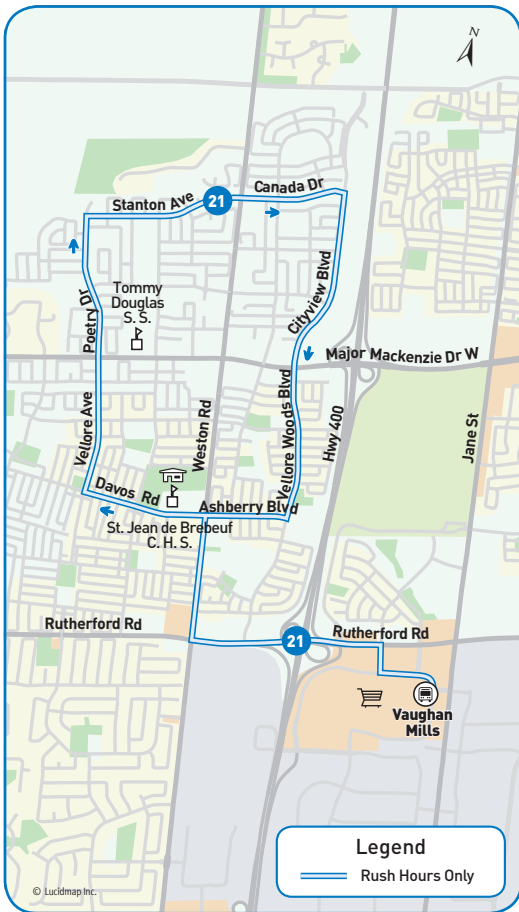 N
Canada Dr
Stanton Ave
21
Tommy
Douglas
S. S.
Poetry Dr
Cityview Blvd
Major Mackenzie Dr W
Vellore Ave
Weston Rd
Vellore Woods Blvd
Hwy 400
Jane St
Davos Rd
Ashberry Blvd
St. Jean de Brebeuf
C. H. S.
Rutherford Rd
21
Rutherford Rd
Vaughan
Mills
Legend
Rush Hours Only
© Lucidmap Inc.